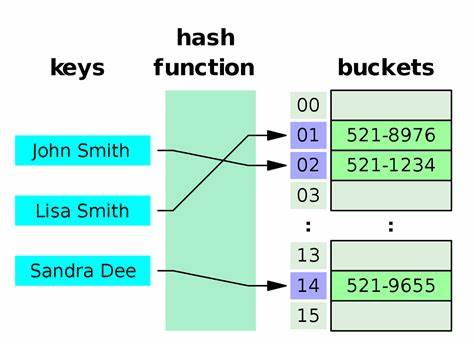 keys
hash
function
buckets
John Smith
Lisa Smith
Sandra Dee
00
01 521-8976
02 521-1234
03
: :
13
14 521-9655
15